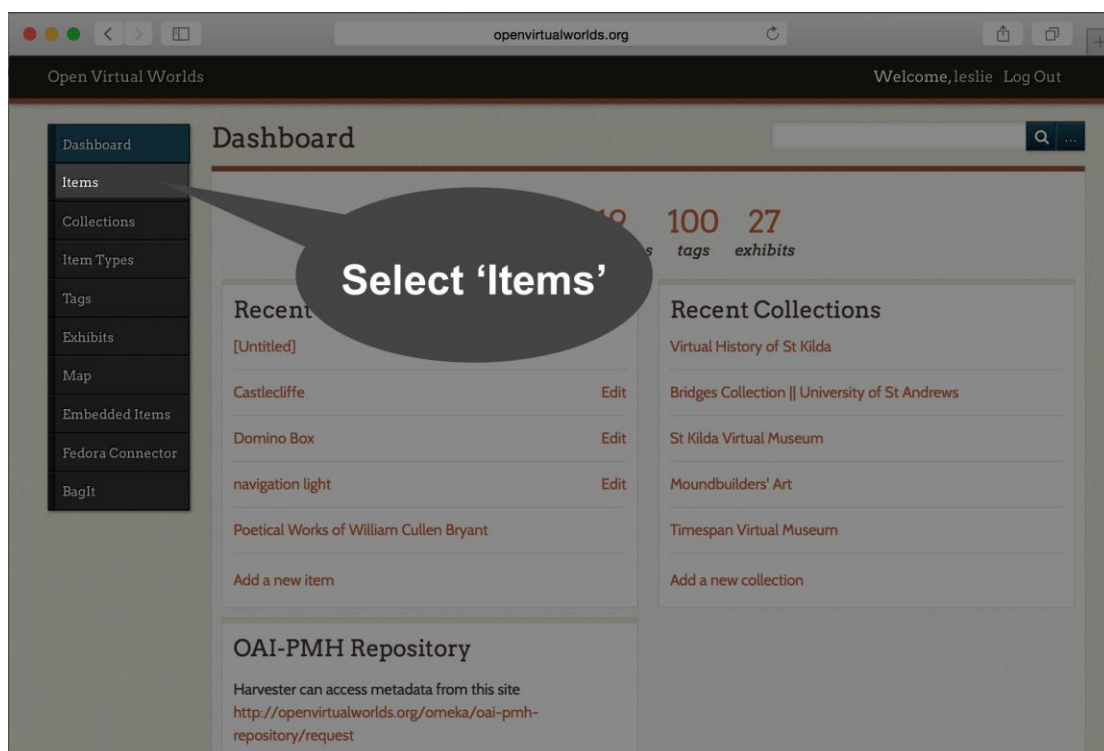 openvirtualworlds.org
Open Virtual Worlds
Welcome, leslie Log Out
Dashboard
Items
Collections
Item Types
Tags
Exhibits
Map
Embedded Items
Fedora Connector
BagIt
Dashboard
...
100 27
tags exhibits
Select ‘Items’
Recent
[Untitled]
Castlecliffe Edit
Domino Box Edit
navigation light Edit
Poetical Works of William Cullen Bryant
Add a new item
Recent Collections
Virtual History of St Kilda
Bridges Collection || University of St Andrews
St Kilda Virtual Museum
Moundbuilders' Art
Timespan Virtual Museum
Add a new collection
OAI-PMH Repository
Harvester can access metadata from this site
http://openvirtualworlds.org/omeka/oai-pmh-
repository/request